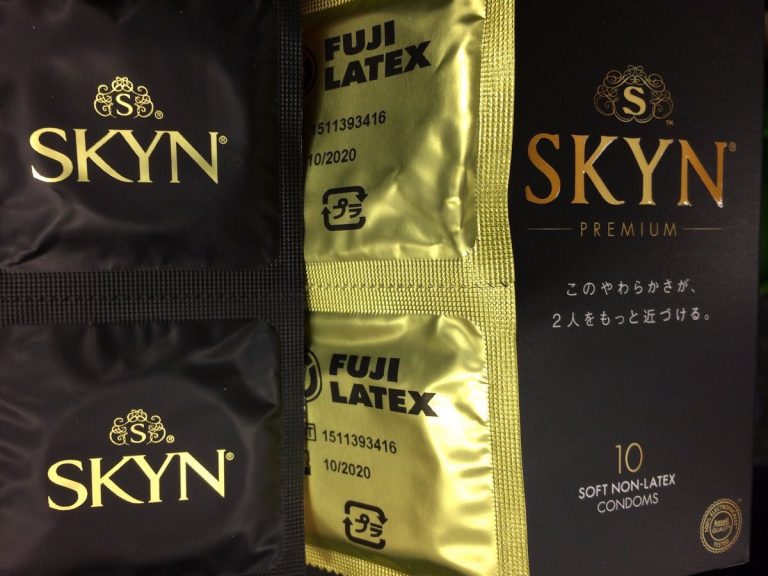 S
SKYN®
S
SKYN®
FUJI
LATEX
1511393416
10/2020
プラ
FUJI
LATEX
1511393416
10/2020
プラ
S
SKYN®
PREMIUM
このやわらかさが、
2人をもっと近づける。
10
SOFT NON-LATEX
CONDOMS